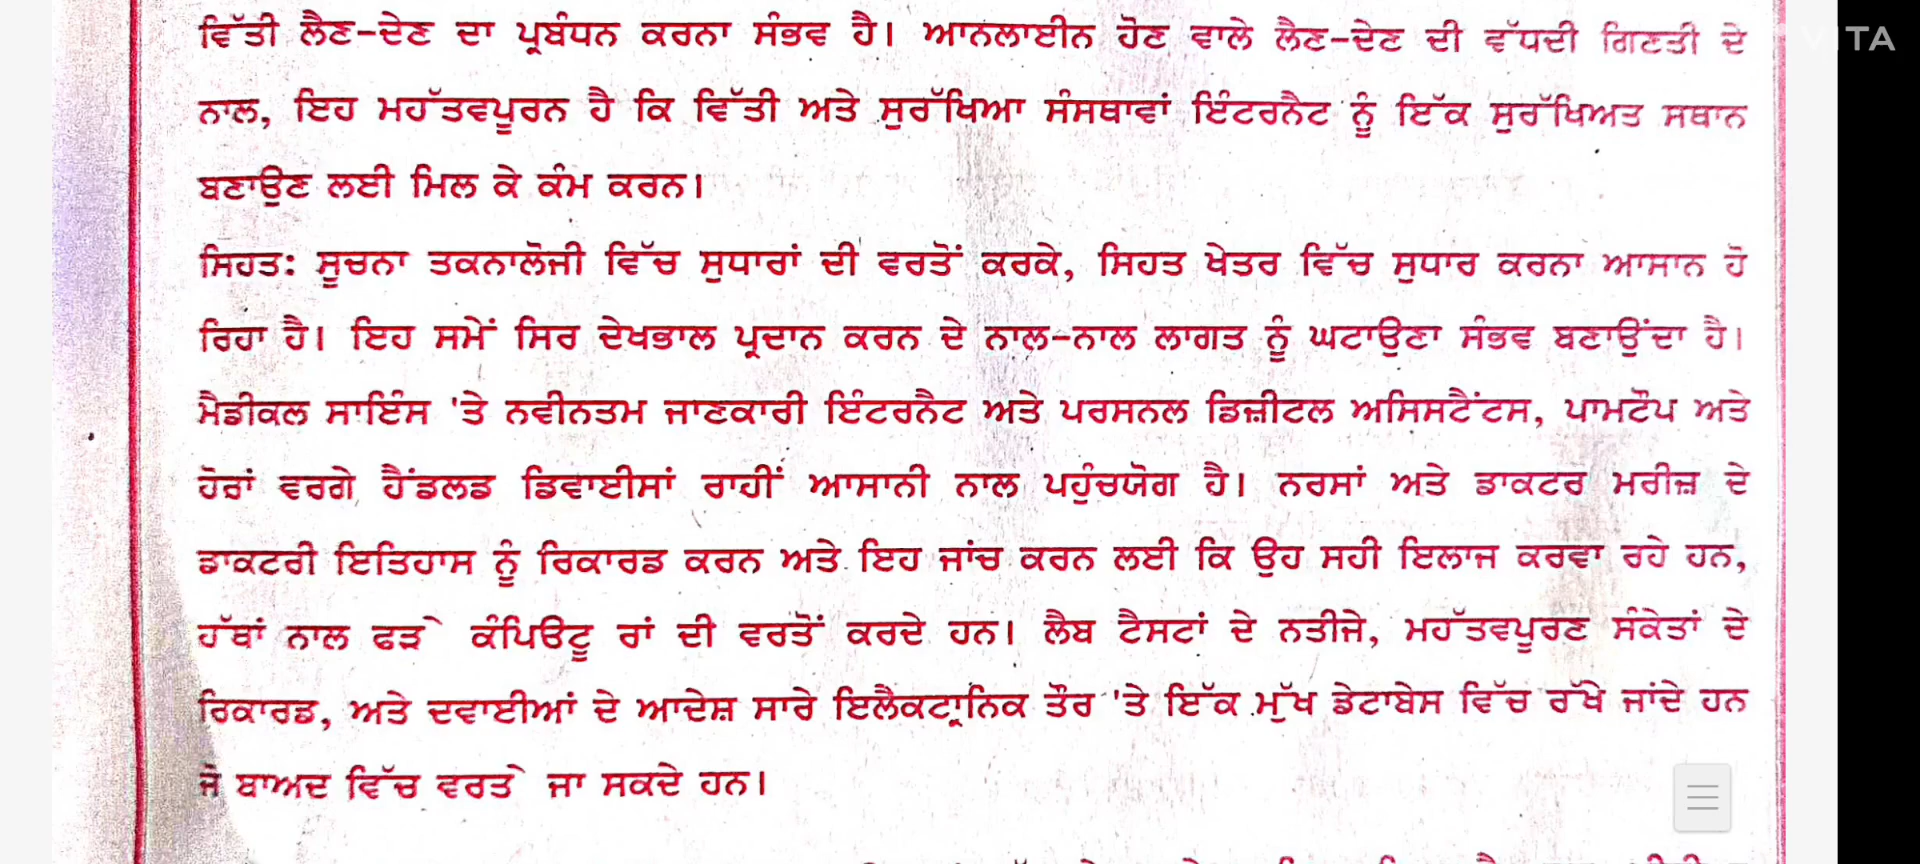 ਵਿੱਤੀ ਲੈਣ-ਦੇਣ ਦਾ ਪ੍ਰਬੰਧਨ ਕਰਨਾ ਸੰਭਵ ਹੈ। ਆਨਲਾਈਨ ਹੋਣ ਵਾਲੇ ਲੈਣ-ਦੇਣ ਦੀ ਵੱਧਦੀ ਗਿਣਤੀ ਦੇ
ਨਾਲ, ਇਹ ਮਹੱਤਵਪੂਰਨ ਹੈ ਕਿ ਵਿੱਤੀ ਅਤੇ ਸੁਰੱਖਿਆ ਸੰਸਥਾਵਾਂ ਇੰਟਰਨੈਟ ਨੂੰ ਇੱਕ ਸੁਰੱਖਿਅਤ ਸਥਾਨ
ਬਣਾਉਣ ਲਈ ਮਿਲ ਕੇ ਕੰਮ ਕਰਨ।
ਸਿਹਤ: ਸੂਚਨਾ ਤਕਨਾਲੋਜੀ ਵਿੱਚ ਸੁਧਾਰਾਂ ਦੀ ਵਰਤੋਂ ਕਰਕੇ, ਸਿਹਤ ਖੇਤਰ ਵਿੱਚ ਸੁਧਾਰ ਕਰਨਾ ਆਸਾਨ ਹੋ
ਰਿਹਾ ਹੈ। ਇਹ ਸਮੇਂ ਸਿਰ ਦੇਖਭਾਲ ਪ੍ਰਦਾਨ ਕਰਨ ਦੇ ਨਾਲ-ਨਾਲ ਲਾਗਤ ਨੂੰ ਘਟਾਉਣਾ ਸੰਭਵ ਬਣਾਉਂਦਾ ਹੈ।
ਮੈਡੀਕਲ ਸਾਇੰਸ 'ਤੇ ਨਵੀਨਤਮ ਜਾਣਕਾਰੀ ਇੰਟਰਨੈਟ ਅਤੇ ਪਰਸਨਲ ਡਿਜ਼ੀਟਲ ਅਸਿਸਟੈਂਟਸ, ਪਾਮਟੌਪ ਅਤੇ
ਹੋਰਾਂ ਵਰਗੇ ਹੈਂਡਲਡ ਡਿਵਾਈਸਾਂ ਰਾਹੀਂ ਆਸਾਨੀ ਨਾਲ ਪਹੁੰਚਯੋਗ ਹੈ। ਨਰਸਾਂ ਅਤੇ ਡਾਕਟਰ ਮਰੀਜ਼ ਦੇ
ਡਾਕਟਰੀ ਇਤਿਹਾਸ ਨੂੰ ਰਿਕਾਰਡ ਕਰਨ ਅਤੇ ਇਹ ਜਾਂਚ ਕਰਨ ਲਈ ਕਿ ਉਹ ਸਹੀ ਇਲਾਜ ਕਰਵਾ ਰਹੇ ਹਨ,
ਹੱਥਾਂ ਨਾਲ ਫੜੇ ਕੰਪਿਓਟੂ ਰਾਂ ਦੀ ਵਰਤੋਂ ਕਰਦੇ ਹਨ। ਲੈਬ ਟੈਸਟਾਂ ਦੇ ਨਤੀਜੇ, ਮਹੱਤਵਪੂਰਣ ਸੰਕੇਤਾਂ ਦੇ
ਰਿਕਾਰਡ, ਅਤੇ ਦਵਾਈਆਂ ਦੇ ਆਦੇਸ਼ ਸਾਰੇ ਇਲੈਕਟ੍ਰਾਨਿਕ ਤੌਰ 'ਤੇ ਇੱਕ ਮੁੱਖ ਡੇਟਾਬੇਸ ਵਿੱਚ ਰੱਖੇ ਜਾਂਦੇ ਹਨ
ਜੋ ਬਾਅਦ ਵਿੱਚ ਵਰਤੇ ਜਾ ਸਕਦੇ ਹਨ।